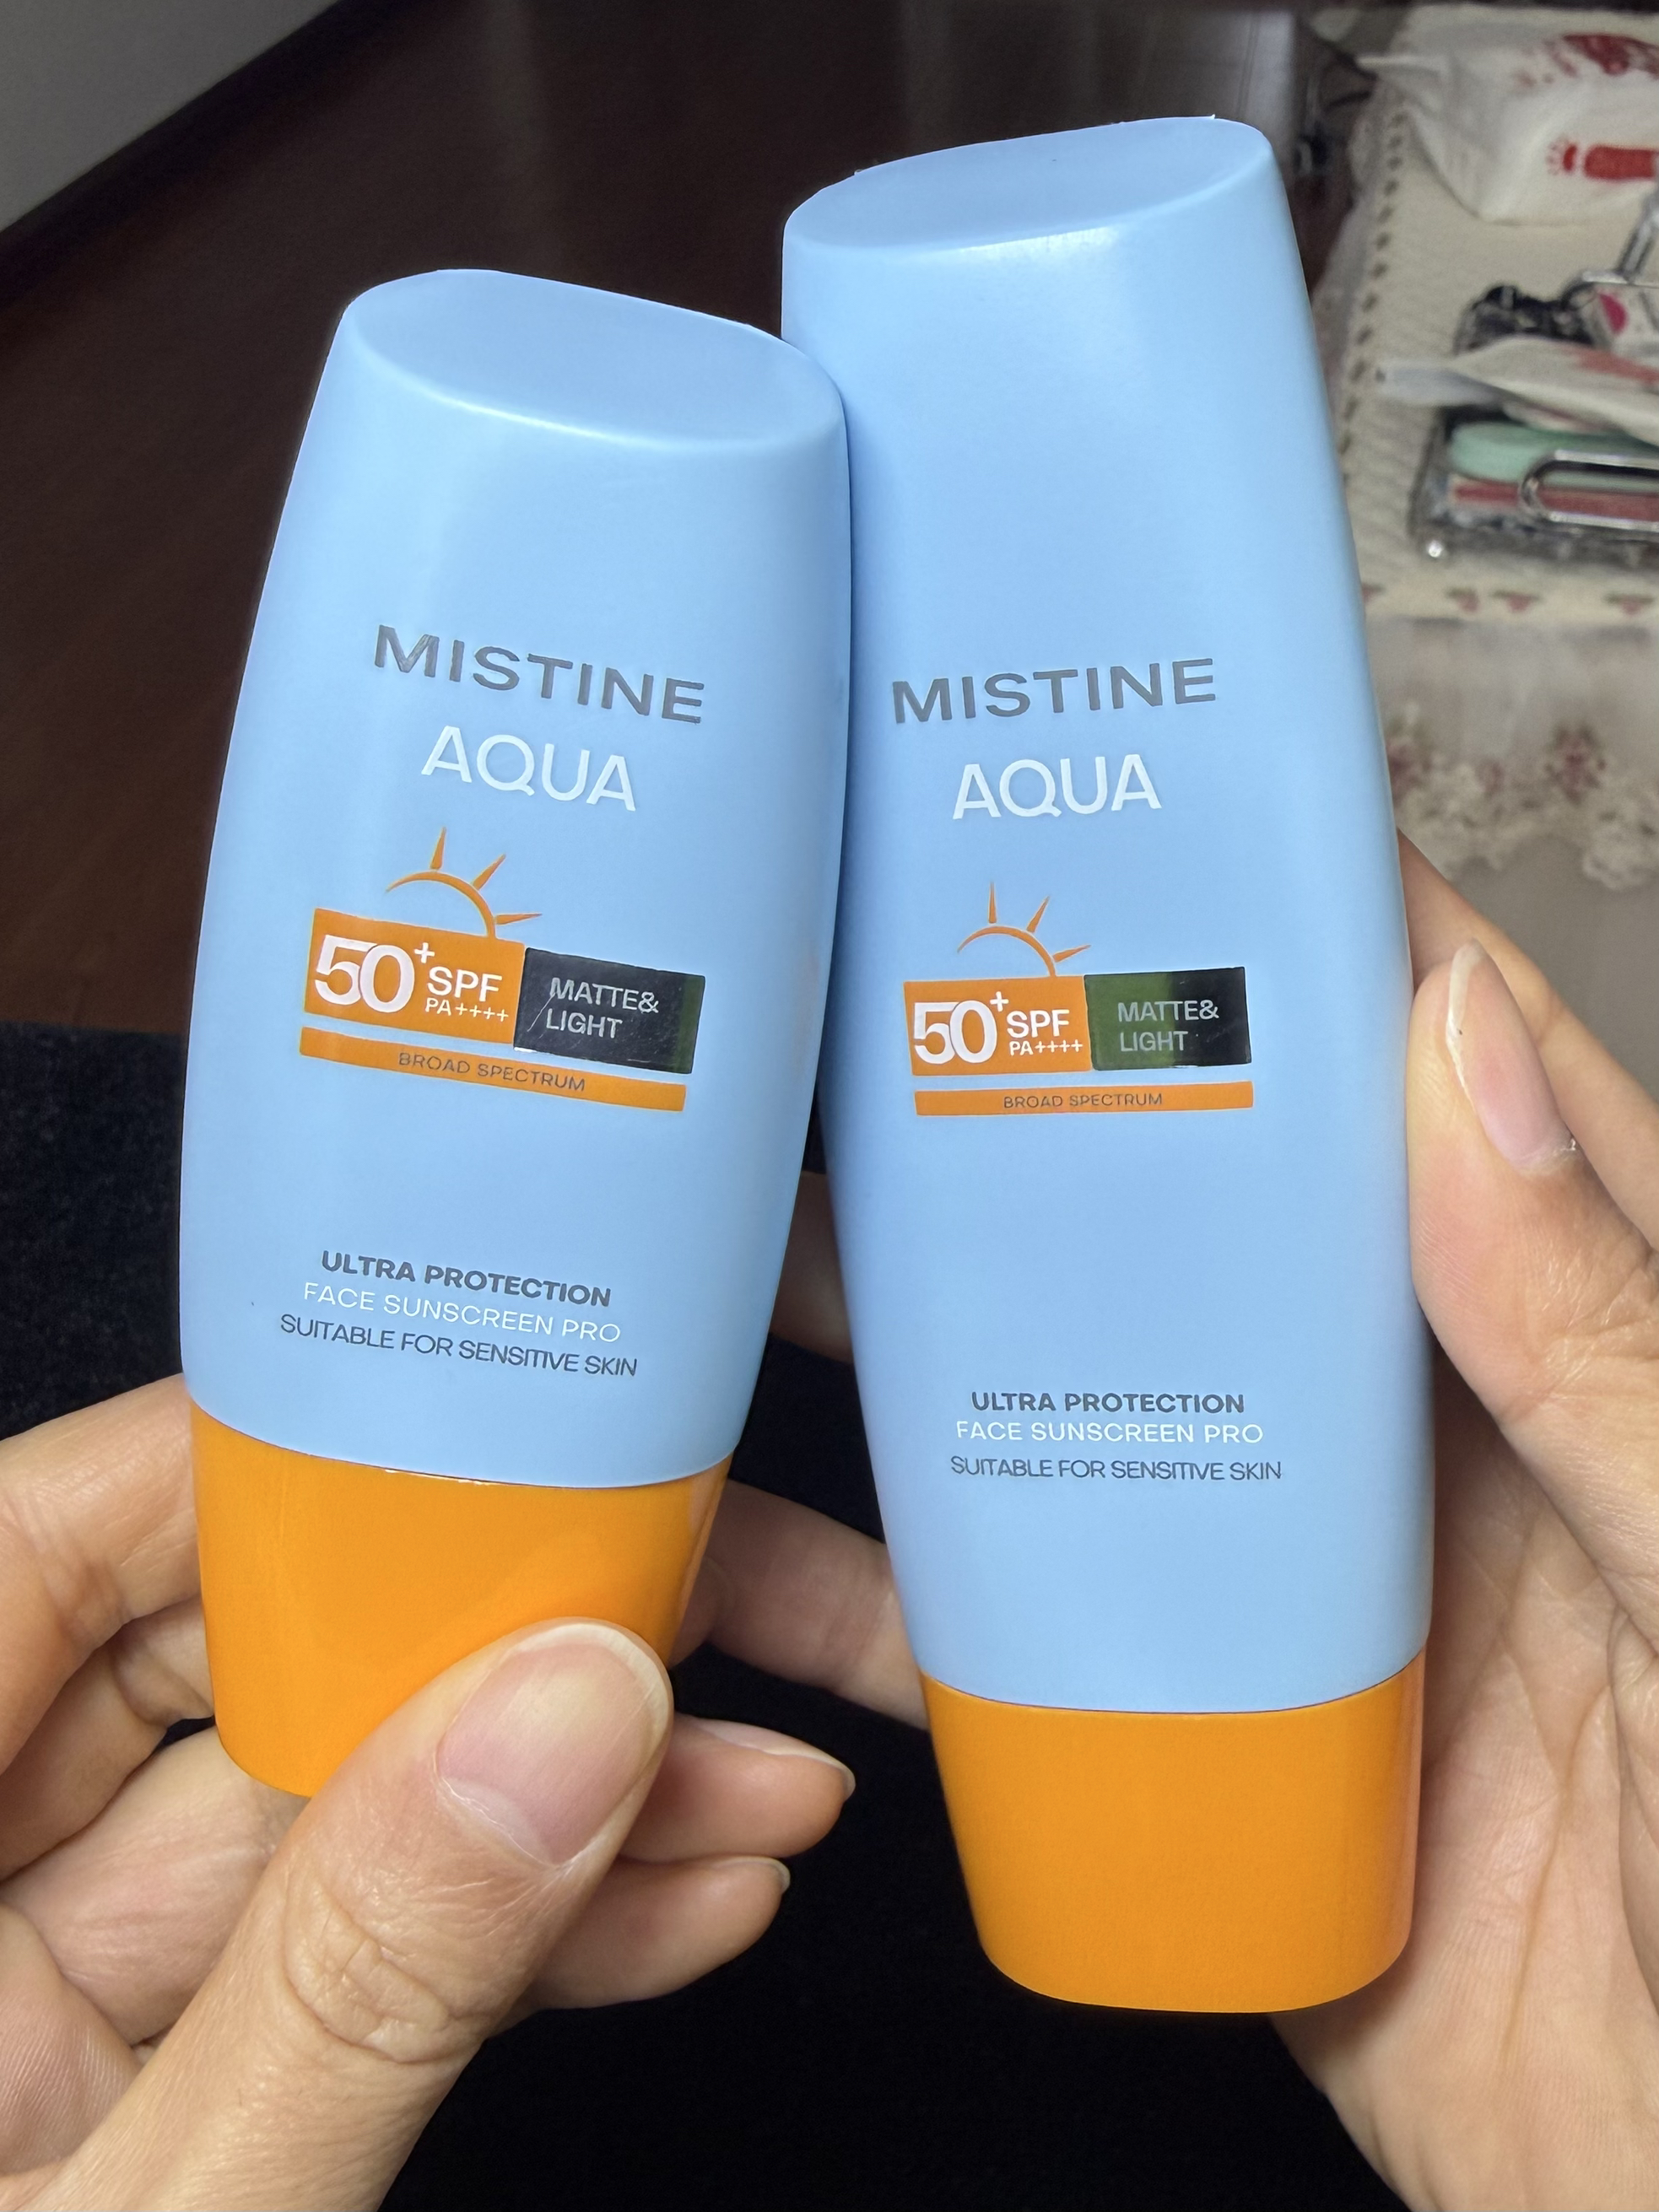 MISTINE
AQUA
50+ SPF
PA++++
MATTE&
LIGHT
BROAD SPECTRUM
ULTRA PROTECTION
FACE SUNSCREEN PRO
SUITABLE FOR SENSITIVE SKIN
MISTINE
AQUA
50+ SPF
PA++++
MATTE&
LIGHT
BROAD SPECTRUM
ULTRA PROTECTION
FACE SUNSCREEN PRO
SUITABLE FOR SENSITIVE SKIN